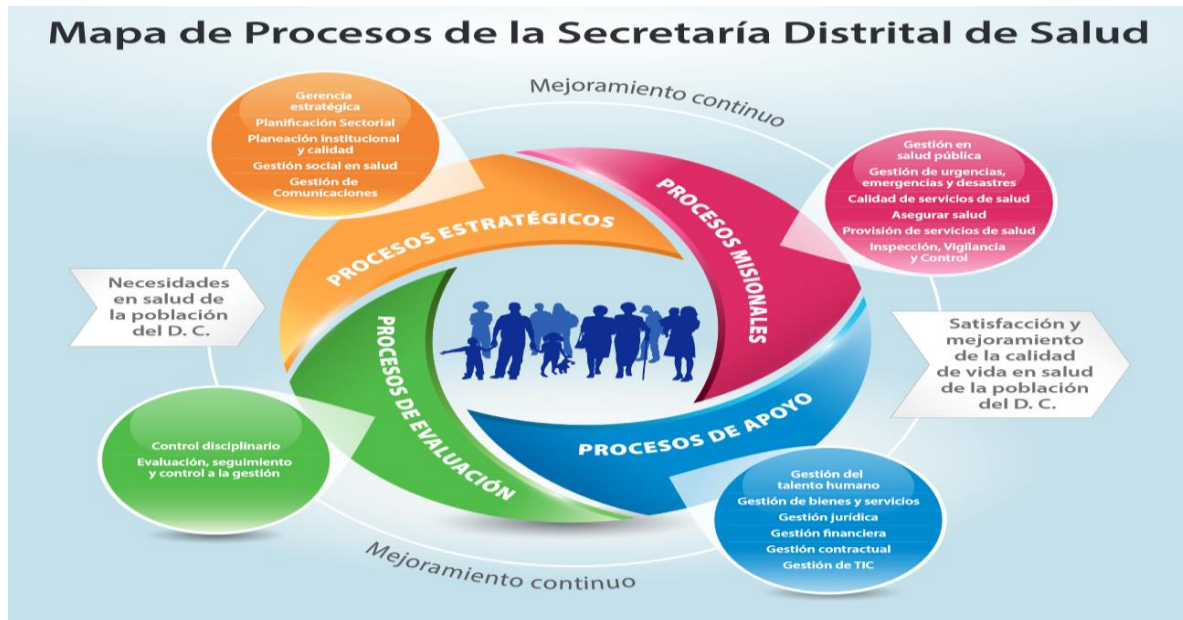 Mapa de Procesos de la Secretaría Distrital de Salud
Mejoramiento continuo
Gerencia
estratégica
Planificación Sectorial
Planeación institucional
y calidad
Gestión social en salud
Gestión de
Comunicaciones
PROCESOS ESTRATÉGICOS
PROCESOS MISIONALES
Gestión en
salud pública
Gestión de urgencias,
emergencias y desastres
Calidad de servicios de salud
Asegurar salud
Provisión de servicios de salud
Inspección, Vigilancia
y Control
Necesidades
en salud de
la población
del D. C.
Satisfacción y
mejoramiento
de la calidad
de vida en salud
de la población
del D. C.
PROCESOS DE EVALUACIÓN
Control disciplinario
Evaluación, seguimiento
y control a la gestión
PROCESOS DE APOYO
Gestión del
talento humano
Gestión de bienes y servicios
Gestión jurídica
Gestión financiera
Gestión contractual
Gestión de TIC
Mejoramiento continuo